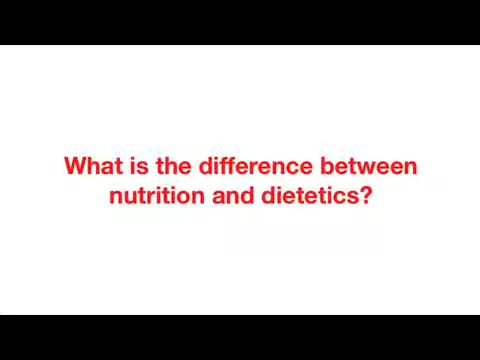 What is the difference between
nutrition and dietetics?